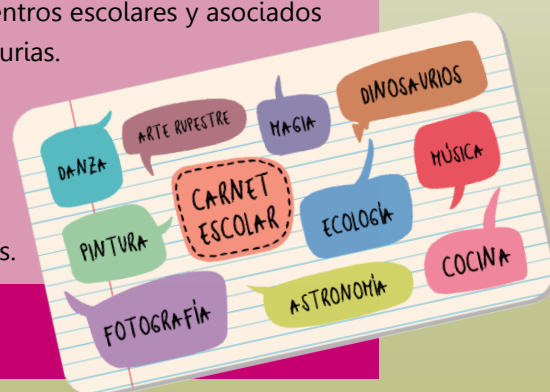 entros escolares y asociados
urias.
s.
DANZA
ARTE RUPESTRE
MAGIA
DINOSAURIOS
PINTURA
CARNET
ESCOLAR
ECOLOGÍA
MÚSICA
FOTOGRAFÍA
ASTRONOMÍA
COCINA